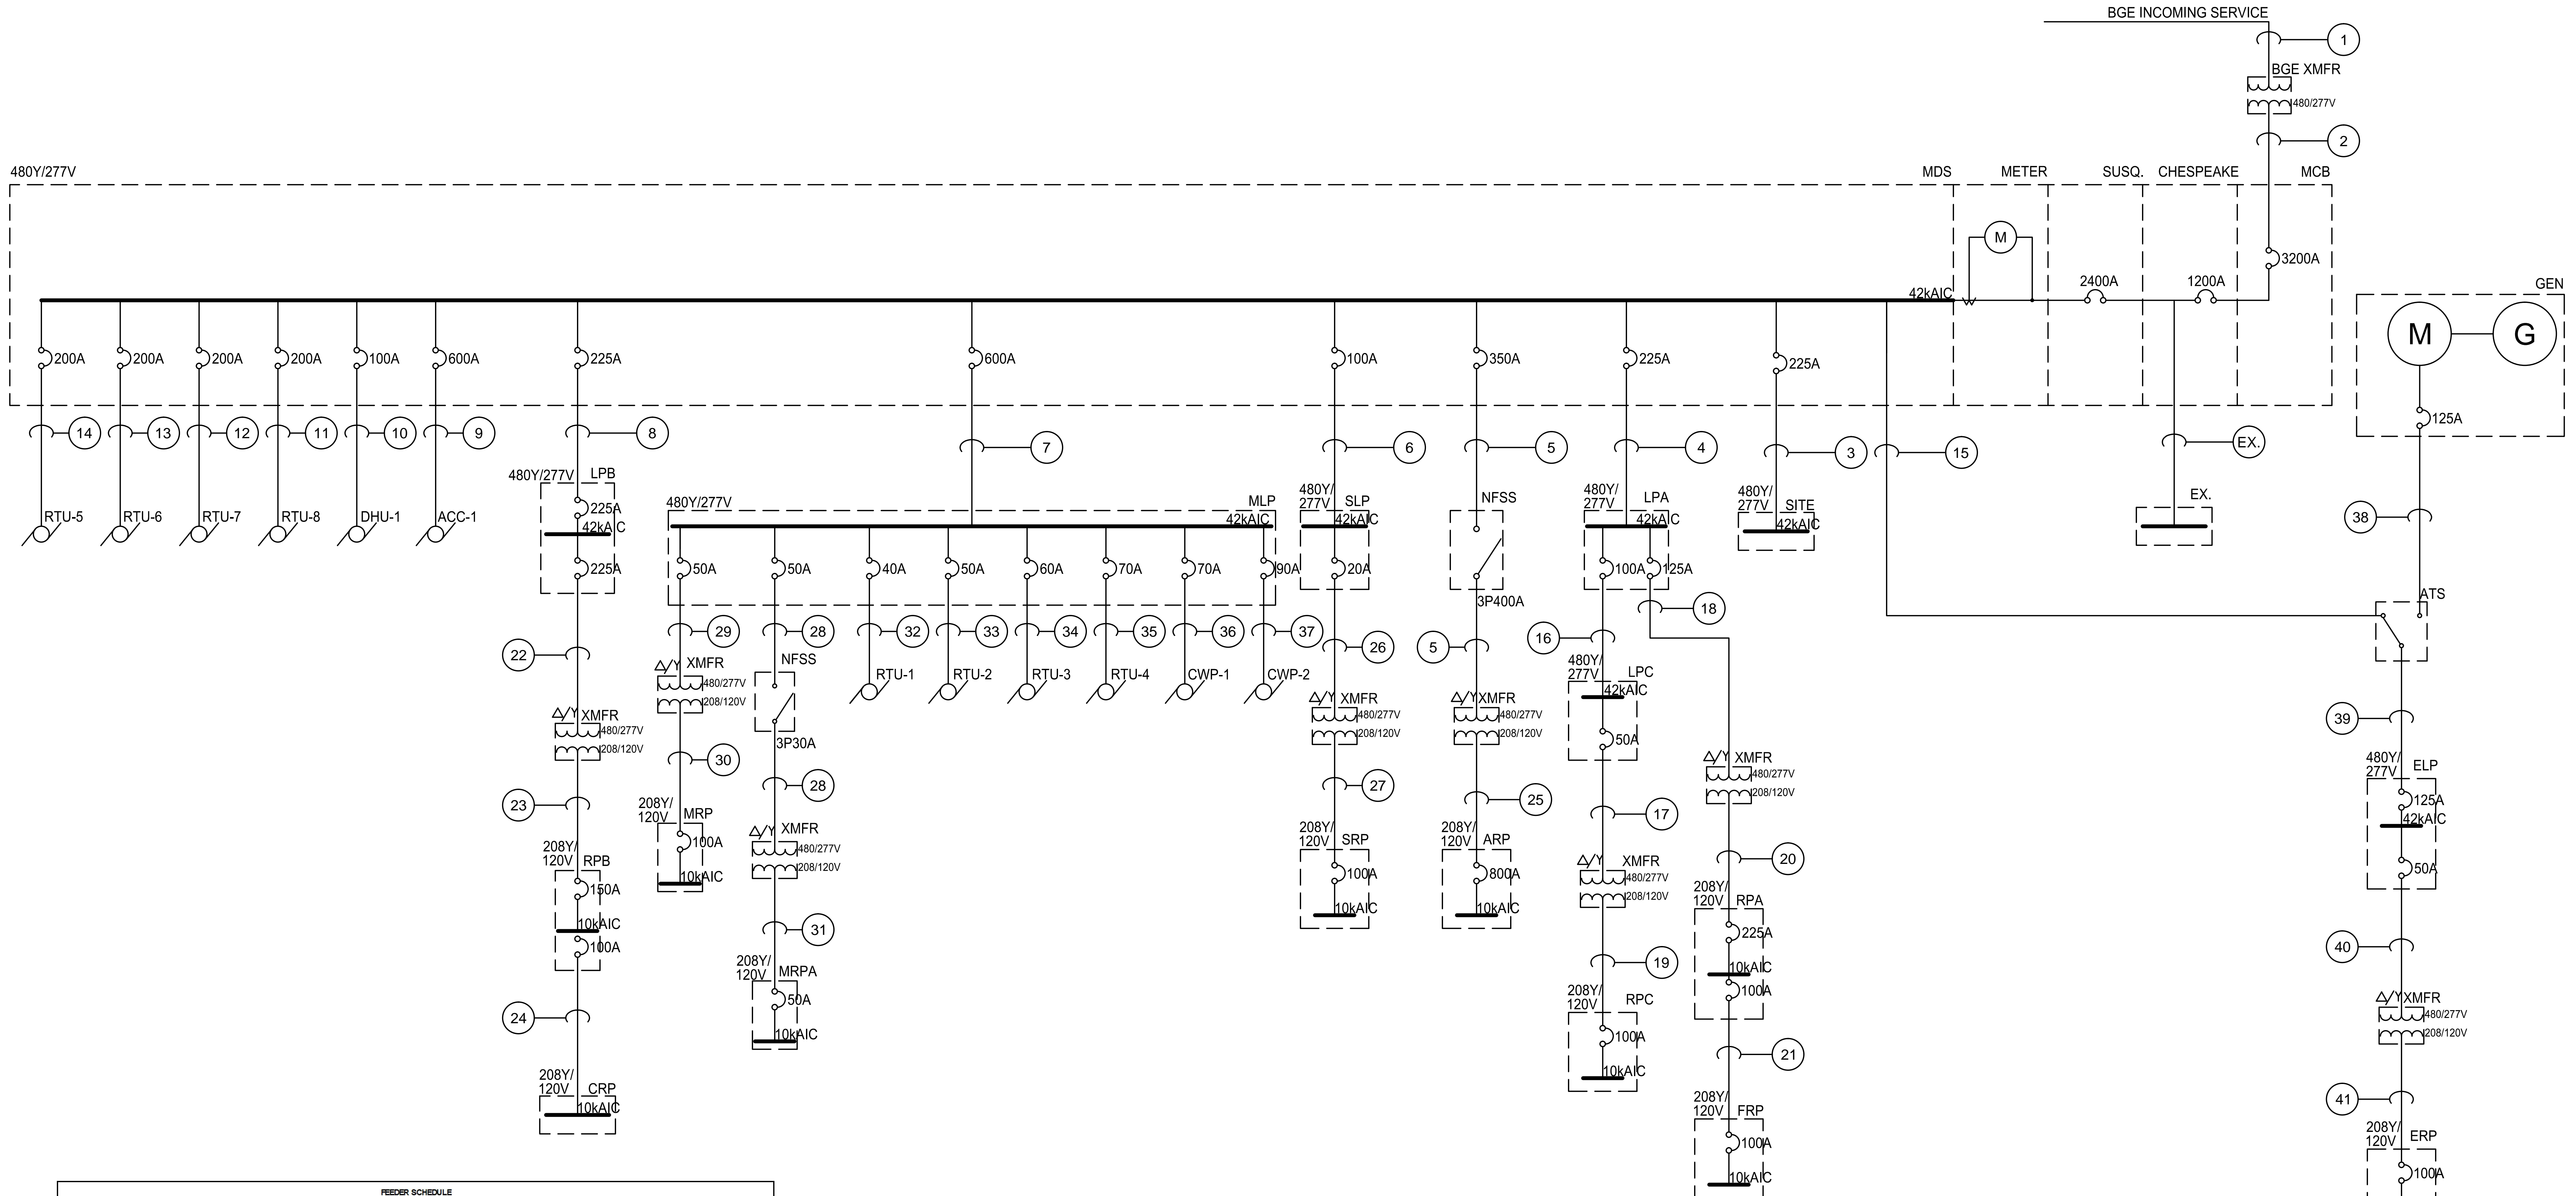 BGE INCOMING SERVICE
1
BGE XMFR
480/277V
2
480Y/277V
MDS
METER
SUSQ.
CHESPEAKE
MCB
M
3200A
2400A
1200A
42kAIC
GEN
M
G
125A
200A
200A
200A
200A
100A
600A
225A
600A
100A
350A
225A
225A
14
13
12
11
10
9
8
7
6
5
4
3
15
EX.
38
RTU-5
RTU-6
RTU-7
RTU-8
DHU-1
ACC-1
480Y/277V
LPB
225A
42kAIC
225A
480Y/277V
MLP
42kAIC
50A
50A
40A
50A
60A
70A
70A
90A
480Y/
277V
SLP
42kAIC
20A
NFSS
3P400A
480Y/
277V
LPA
42kAIC
100A
125A
480Y/
277V
SITE
42kAIC
EX.
ATS
29
28
32
33
34
35
36
37
26
5
16
18
22
XMFR
480/277V
208/120V
NFSS
3P30A
RTU-1
RTU-2
RTU-3
RTU-4
CWP-1
CWP-2
480Y/
277V
LPC
42kAIC
50A
39
Δ/Y XMFR
480/277V
208/120V
Δ/Y
Δ/Y XMFR
480/277V
208/120V
Δ/Y XMFR
480/277V
208/120V
Δ/Y XMFR
480/277V
208/120V
23
30
28
27
25
17
20
480Y/
277V
ELP
125A
42kAIC
50A
208Y/
120V
MRP
100A
10kAIC
Δ/Y XMFR
480/277V
208/120V
208Y/
120V
SRP
100A
10kAIC
208Y/
120V
ARP
800A
10kAIC
Δ/Y XMFR
480/277V
208/120V
208Y/
120V
RPB
150A
10kAIC
100A
31
19
208Y/
120V
RPA
225A
10kAIC
100A
40
208Y/
120V
MRPA
50A
10kAIC
208Y/
120V
RPC
100A
10kAIC
Δ/Y XMFR
480/277V
208/120V
24
21
41
208Y/
120V
CRP
10kAIC
208Y/
120V
FRP
100A
10kAIC
208Y/
120V
ERP
100A
FEEDER SCHEDULE